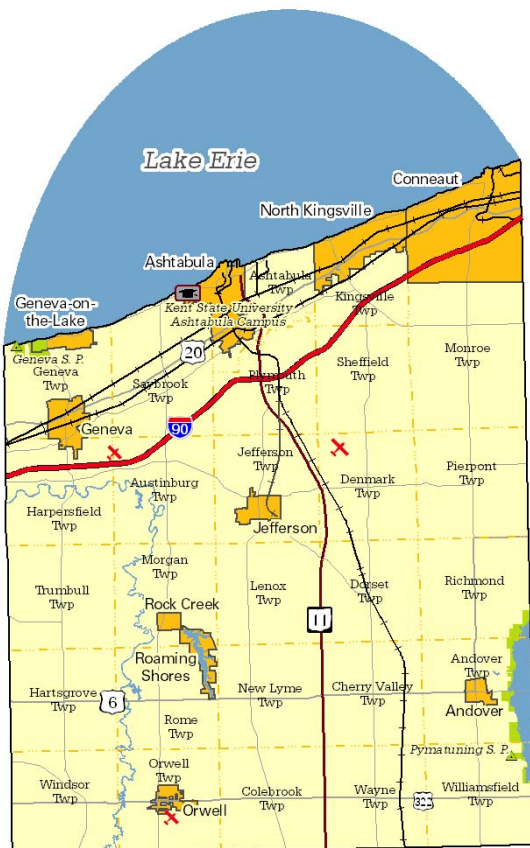 Lake Erie
Conneaut
North Kingsville
Ashtabula
Ashtabula
Twp
Kingsville
Twp
Kent State University
Ashtabula Campus
Geneva-on-
the-Lake
Geneva S. P.
Geneva
Twp
20
Saybrook
Twp
Plymouth
Twp
Sheffield
Twp
Monroe
Twp
Geneva
90
Jefferson
Twp
Denmark
Twp
Pierpont
Twp
Austinburg
Twp
Harpersfield
Twp
Jefferson
Morgan
Twp
Trumbull
Twp
Lenox
Twp
Dorset
Twp
Richmond
Twp
Rock Creek
11
Roaming
Shores
Hartsgrove
Twp
6
New Lyme
Twp
Cherry Valley
Twp
Andover
Twp
Andover
Rome
Twp
Pymatuning S. P.
Windsor
Twp
Orwell
Twp
Orwell
Colebrook
Twp
Wayne
Twp
322
Williamsfield
Twp